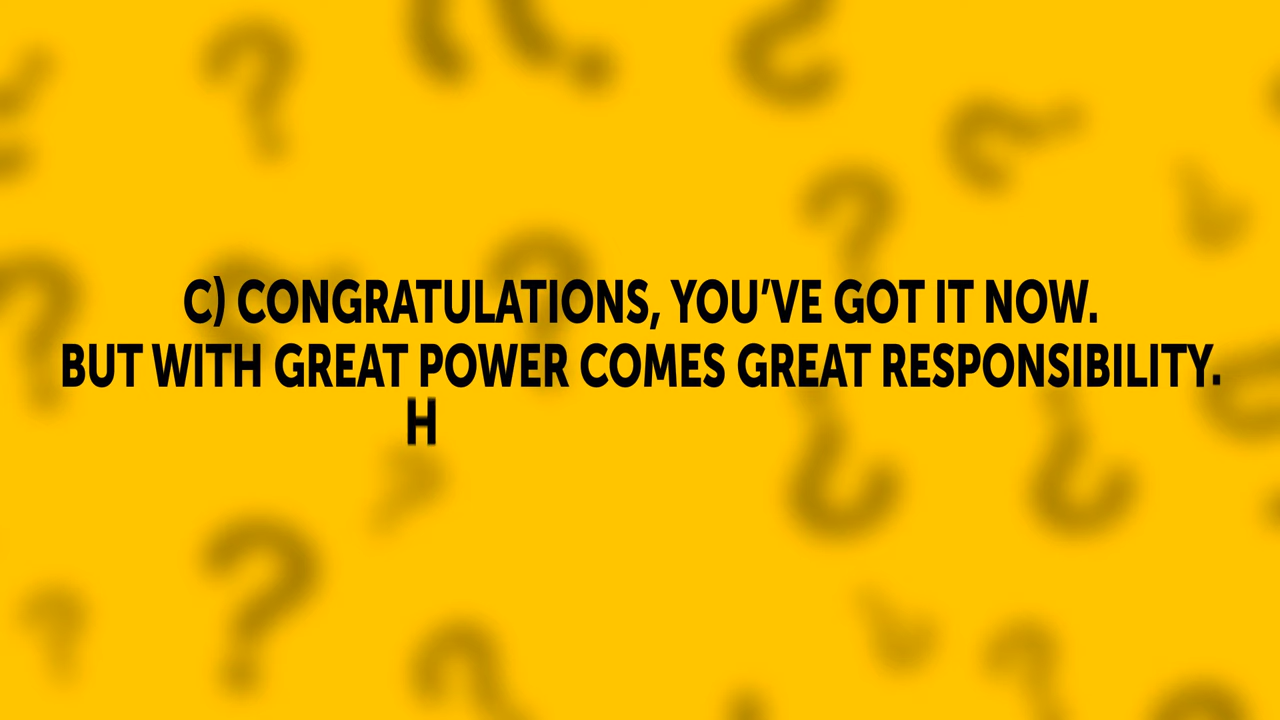 C) CONGRATULATIONS, YOU’VE GOT IT NOW.
BUT WITH GREAT POWER COMES GREAT RESPONSIBILITY.
H